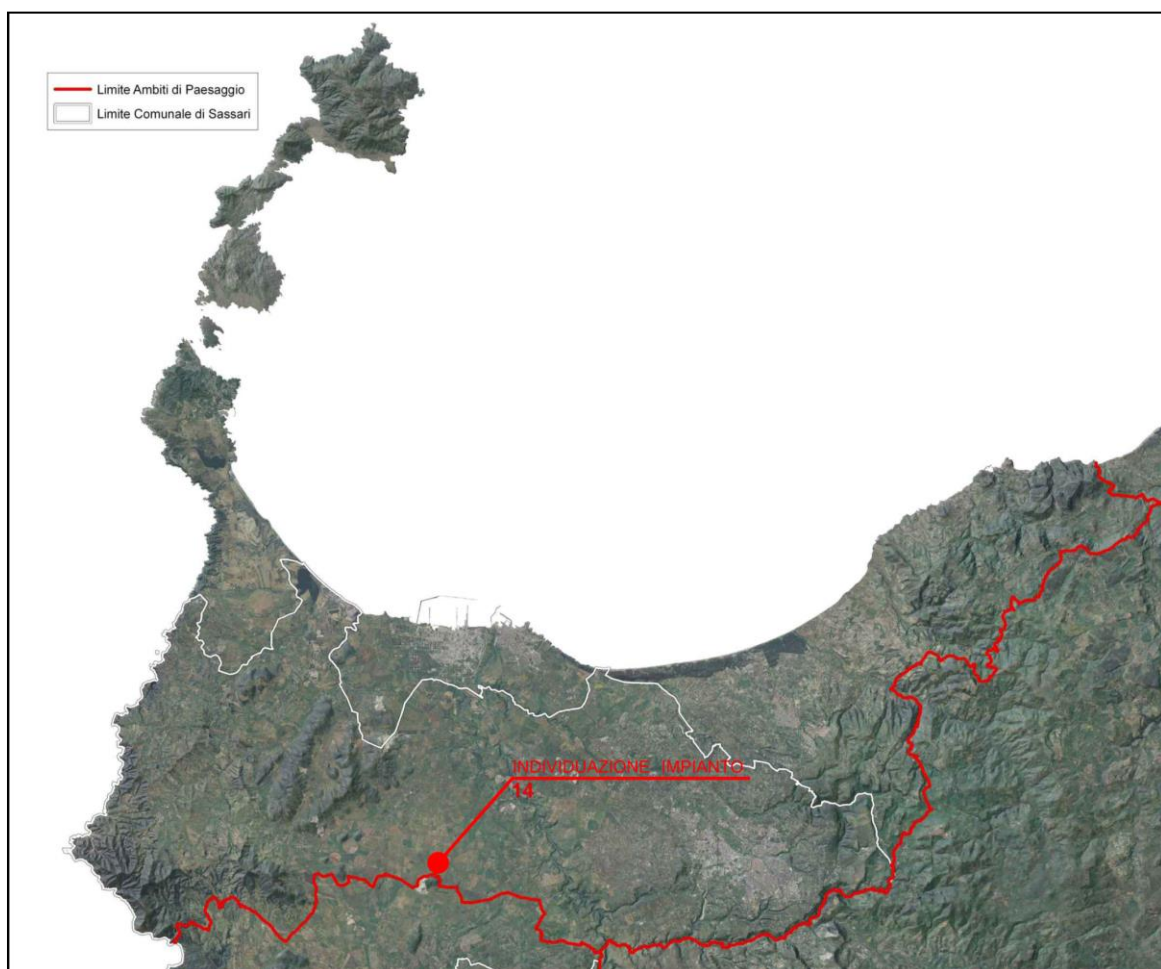 Limite Ambiti di Paesaggio
Limite Comunale di Sassari
INDIVIDUAZIONE IMPIANTO
14